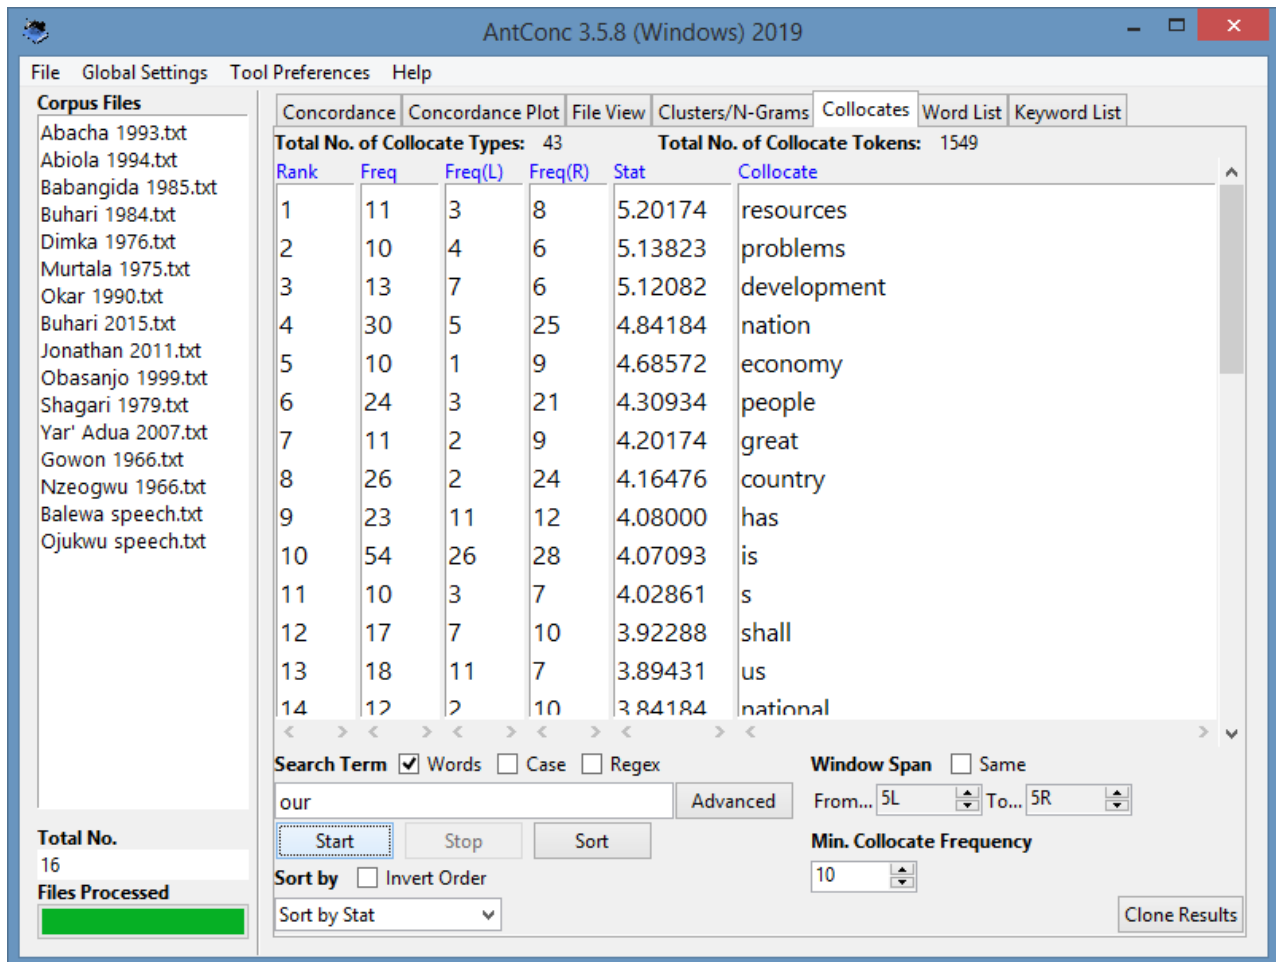 AntConc 3.5.8 (Windows) 2019
File Global Settings Tool Preferences Help
Corpus Files
Abacha 1993.txt
Abiola 1994.txt
Babangida 1985.txt
Buhari 1984.txt
Dimka 1976.txt
Murtala 1975.txt
Okar 1990.txt
Buhari 2015.txt
Jonathan 2011.txt
Obasanjo 1999.txt
Shagari 1979.txt
Yar' Adua 2007.txt
Gowon 1966.txt
Nzeogwu 1966.txt
Balewa speech.txt
Ojukwu speech.txt
Total No.
16
Files Processed
Concordance Concordance Plot File View Clusters/N-Grams Collocates Word List Keyword List
Total No. of Collocate Types: 43 Total No. of Collocate Tokens: 1549
Rank Freq Freq(L) Freq(R) Stat Collocate
1 11 3 8 5.20174 resources
2 10 4 6 5.13823 problems
3 13 7 6 5.12082 development
4 30 5 25 4.84184 nation
5 10 1 9 4.68572 economy
6 24 3 21 4.30934 people
7 11 2 9 4.20174 great
8 26 2 24 4.16476 country
9 23 11 12 4.08000 has
10 54 26 28 4.07093 is
11 10 3 7 4.02861 s
12 17 7 10 3.92288 shall
13 18 11 7 3.89431 us
14 12 2 10 3.84184 national
Search Term Words Case Regex
our Advanced
Start Stop Sort
Sort by Invert Order
Sort by Stat
Window Span Same
From... 5L To... 5R
Min. Collocate Frequency
10
Clone Results